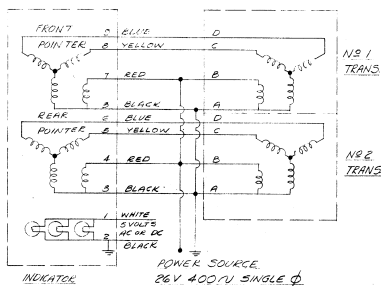 FRONT
POINTER
9 BLUE D
8 YELLOW C
7 RED B
BLACK A
REAR
POINTER
6 BLUE D
5 YELLOW C
4 RED B
3 BLACK A
1 WHITE
5 VOLTS
AC OR DC
2
BLACK
Nº 1
TRANS.
Nº 2
TRANS
INDICATOR
POWER SOURCE
26V 400~ SINGLE Φ